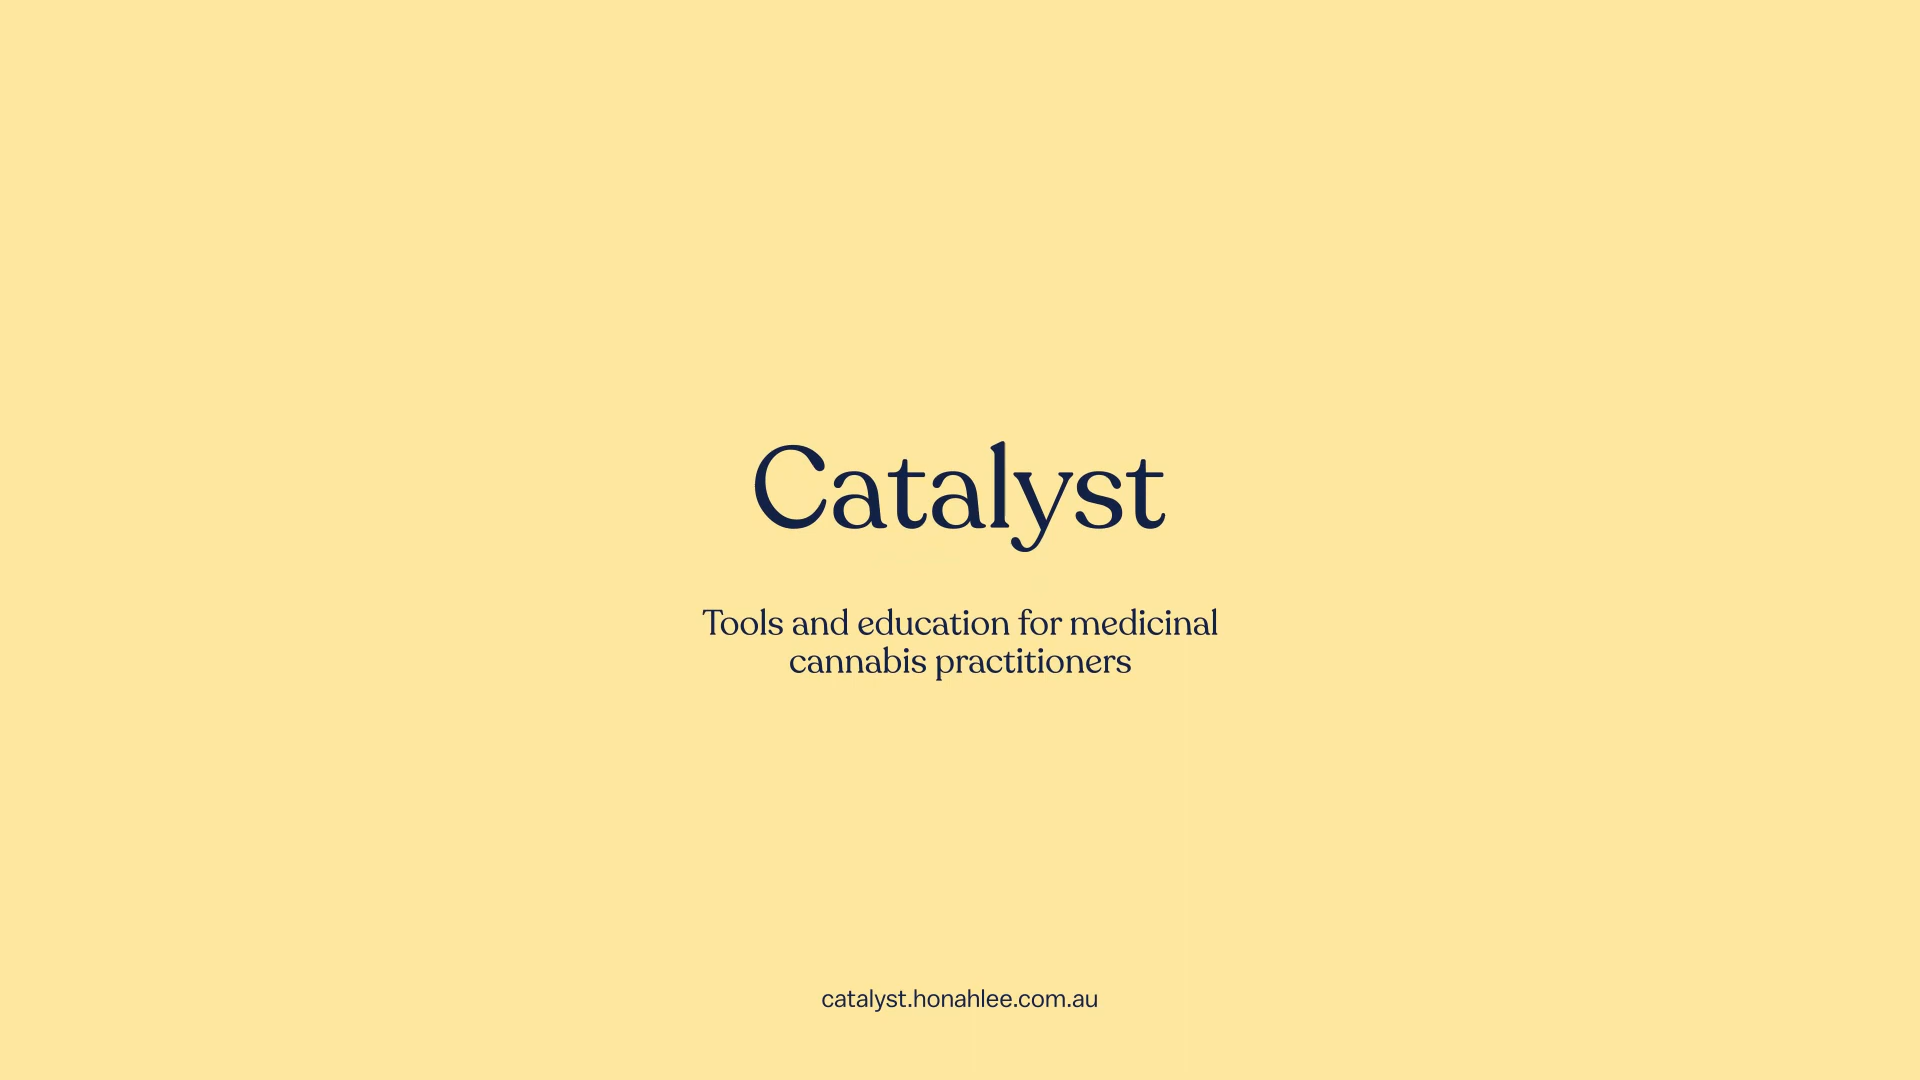 Catalyst
Tools and education for medicinal
cannabis practitioners
catalyst.honahlee.com.au